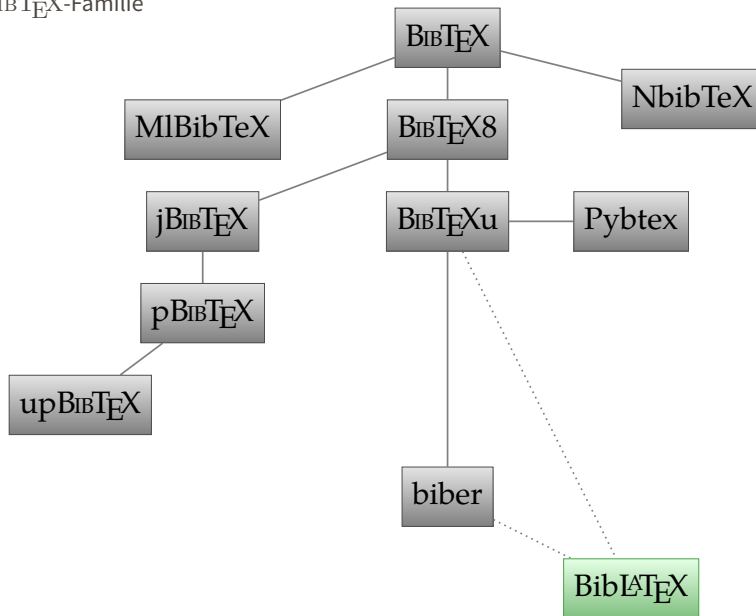 BIBTEX-Familie
BIBTEX
NbibTeX
MlBibTeX
BIBTEX8
jBIBTEX
BIBTEXu
Pybtex
pBIBTEX
upBIBTEX
biber
BibLATEX